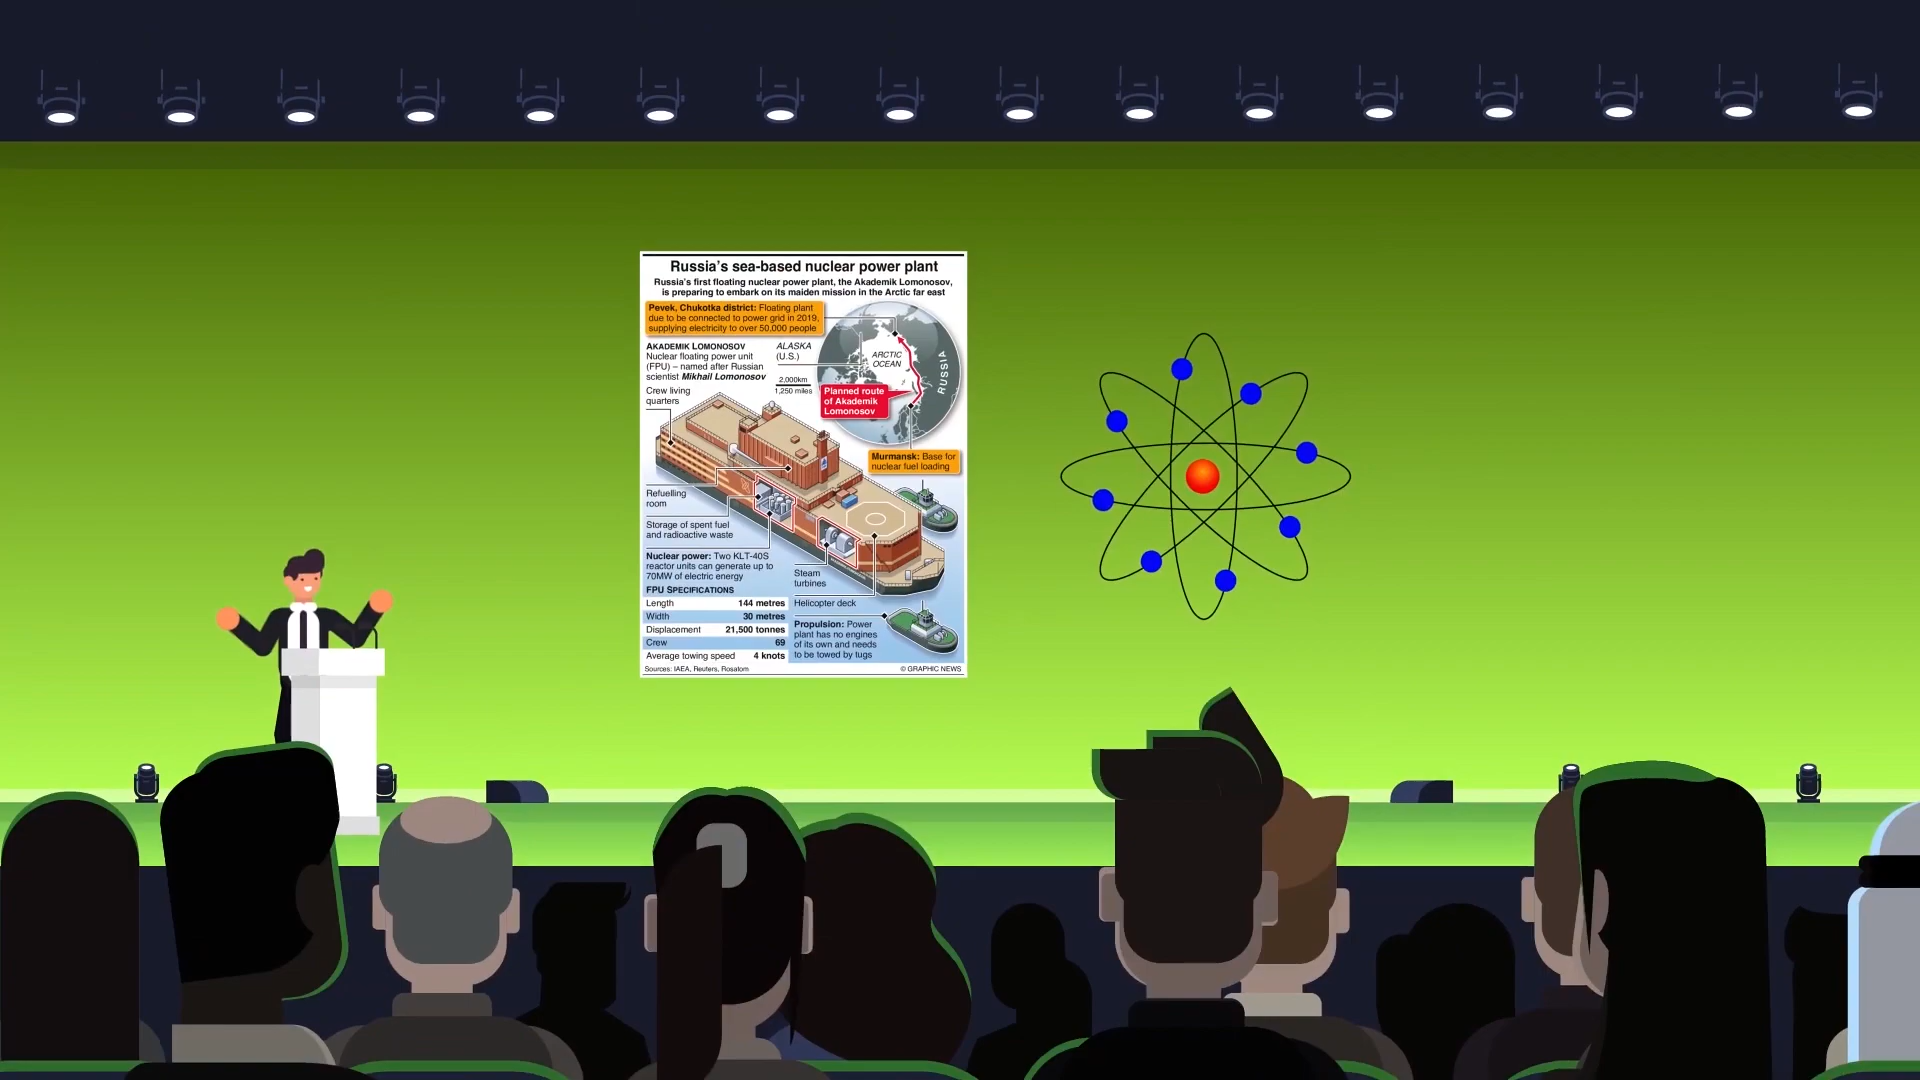 Russia's sea-based nuclear power plant
Russia's first floating nuclear power plant, the Akademik Lomonosov,
is preparing to embark on its maiden mission in the Arctic far east
Pevek, Chukotka district: Floating plant
due to be connected to power grid in 2019,
supplying electricity to over 50,000 people
AKADEMIK LOMONOSOV
Nuclear floating power unit
(FPU) – named after Russian
scientist Mikhail Lomonosov
ALASKA
(U.S.)
2,000km
1,250 miles
ARCTIC
OCEAN
RUSSIA
Planned route
of Akademik
Lomonosov
Crew living
quarters
Murmansk: Base for
nuclear fuel loading
Refuelling
room
Storage of spent fuel
and radioactive waste
Nuclear power: Two KLT-40S
reactor units can generate up to
70MW of electric energy
Steam
turbines
Helicopter deck
FPU SPECIFICATIONS
Length 144 metres
Width 30 metres
Displacement 21,500 tonnes
Crew 69
Average towing speed 4 knots
Propulsion: Power
plant has no engines
of its own and needs
to be towed by tugs
Sources: IAEA, Reuters, Rosatom
© GRAPHIC NEWS